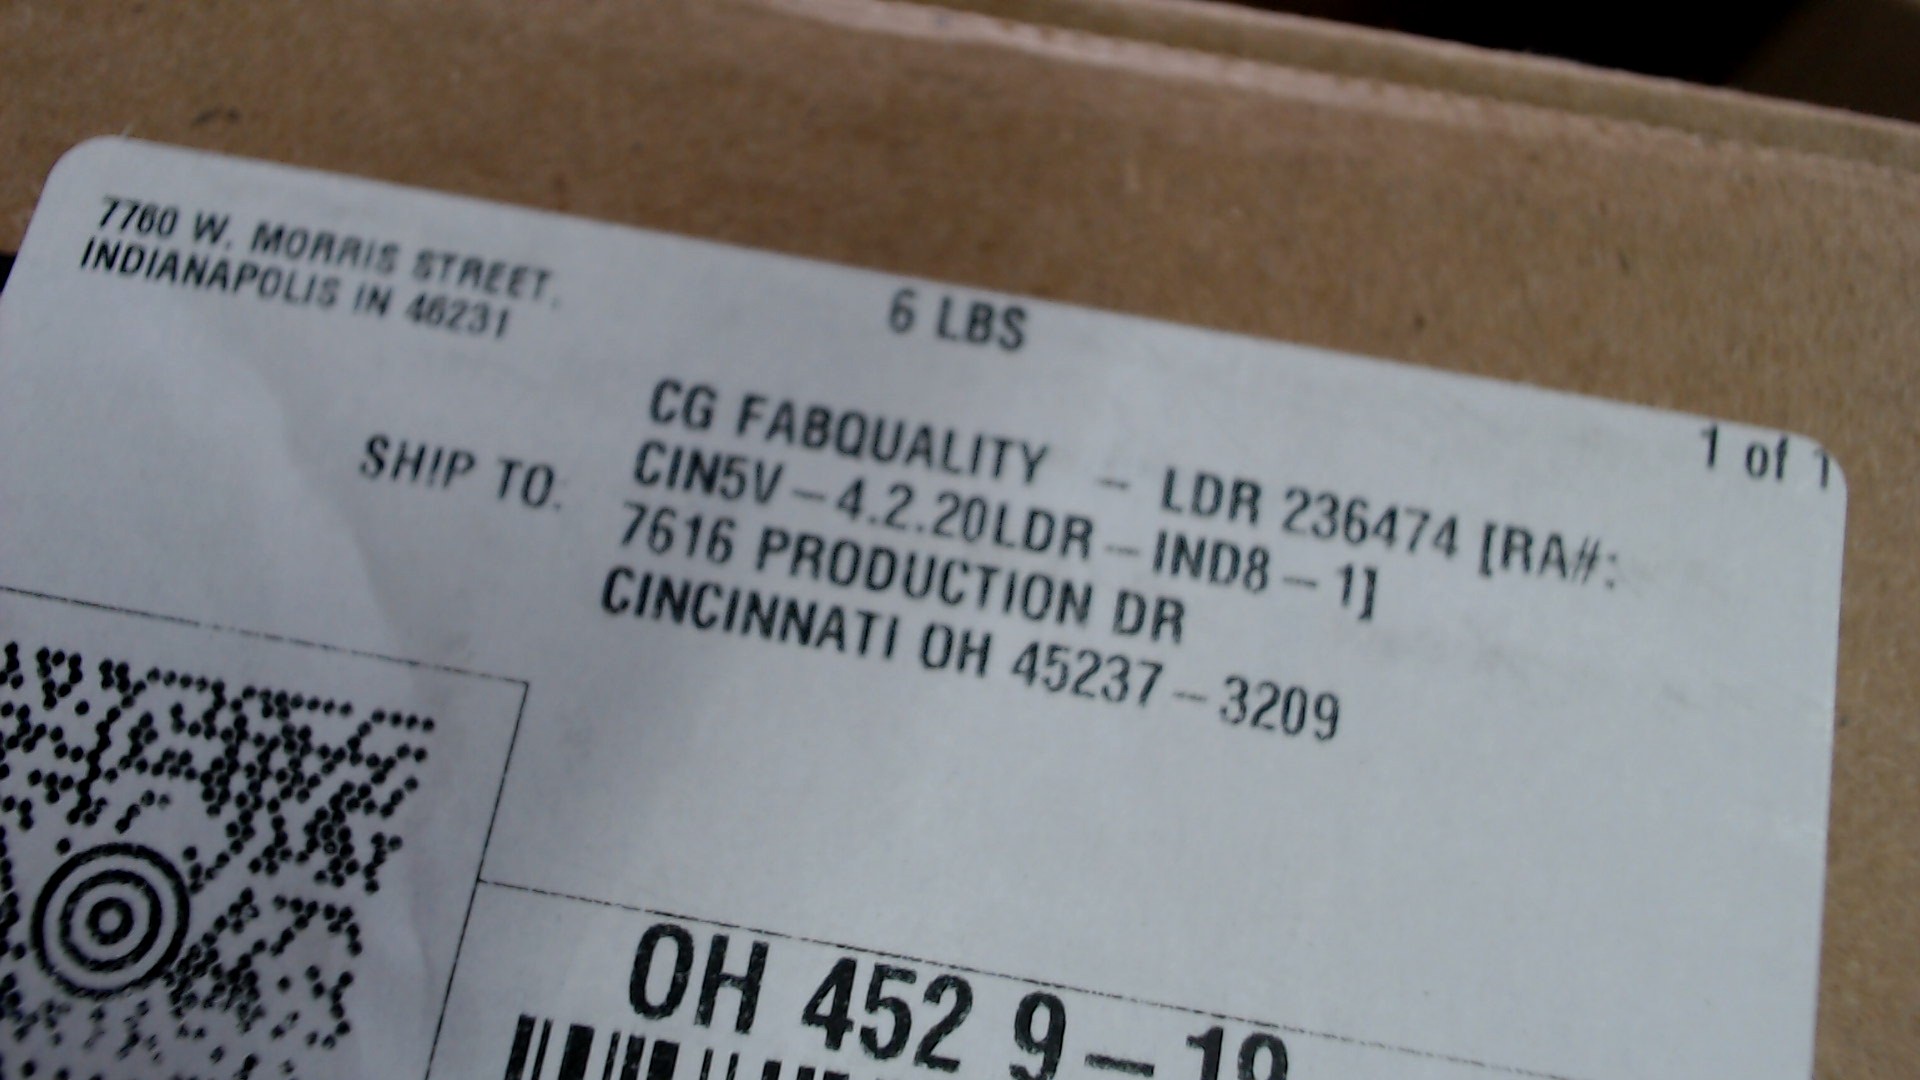 7760 W. MORRIS STREET.
INDIANAPOLIS IN 46231
6 LBS
1 of 1
SHIP TO:
CG FABQUALITY - LDR 236474 [RA#:
CIN5V-4.2.20LDR-IND8-1]
7616 PRODUCTION DR
CINCINNATI OH 45237-3209
OH 452 9-